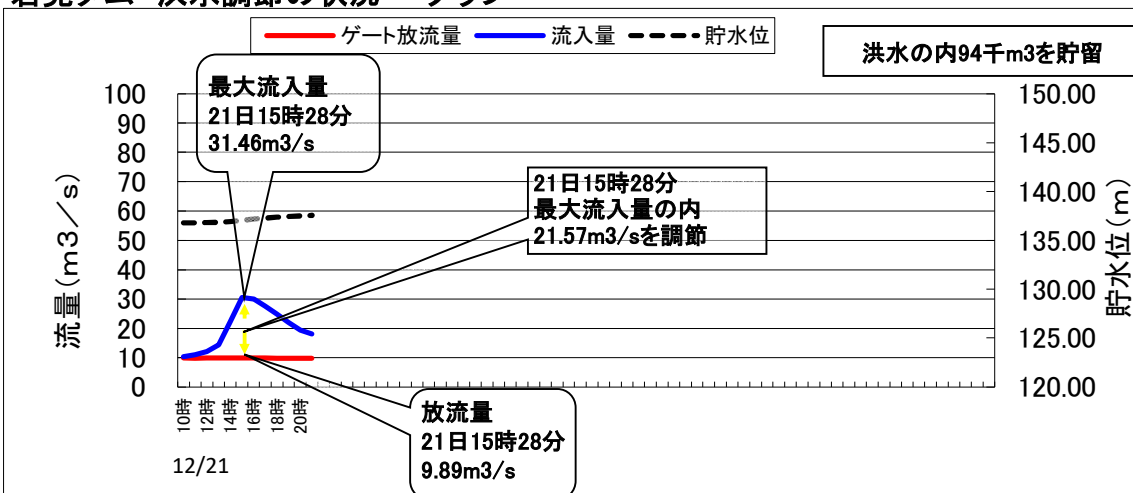 ゲート放流量 流入量 貯水位
洪水の内94千m3を貯留
最大流入量
21日15時28分
31.46m3/s
21日15時28分
最大流入量の内
21.57m3/sを調節
放流量
21日15時28分
9.89m3/s
流量(m3/s)
100
90
80
70
60
50
40
30
20
10
0
150.00
145.00
140.00
135.00
130.00
125.00
120.00
貯水位(m)
10時 12時 14時 16時 18時 20時
12/21